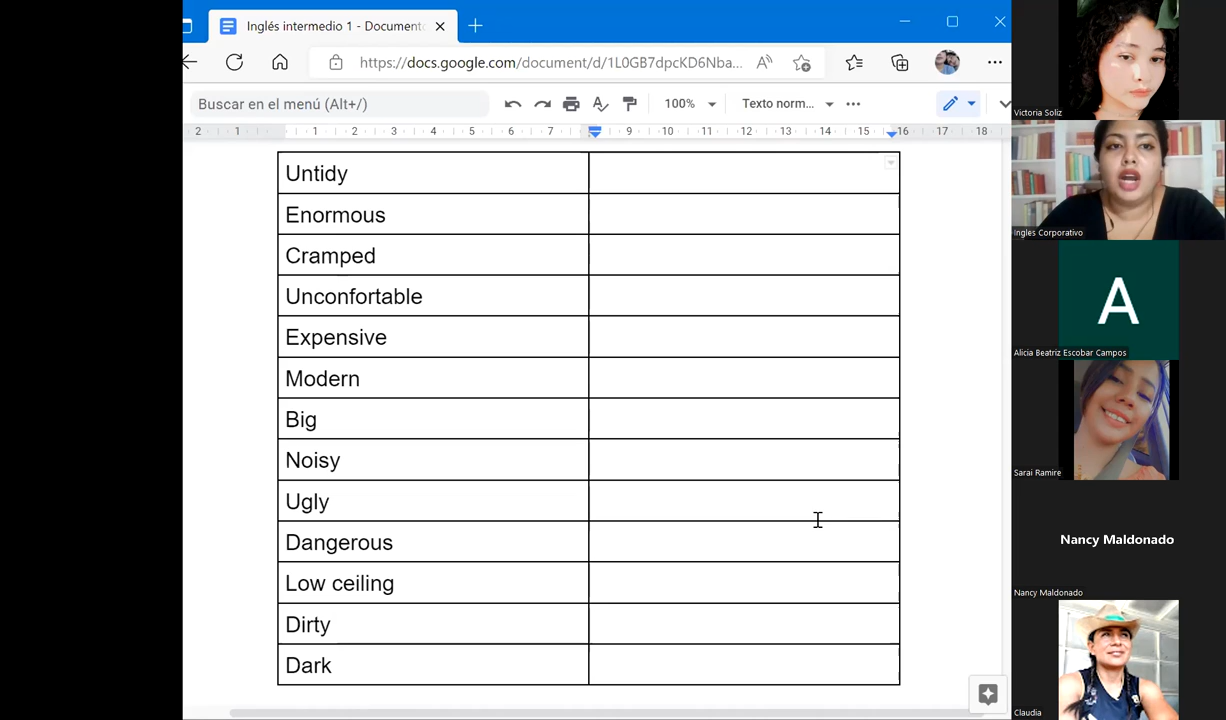 Inglés intermedio 1 - Document
https://docs.google.com/document/d/1L0GB7dpcKD6Nba...
Buscar en el menú (Alt+/)
100%
Texto norm...
2 1 1 2 3 4 5 6 7 9 10 11 12 13 14 15 16 17 18
Untidy
Enormous
Cramped
Unconfortable
Expensive
Modern
Big
Noisy
Ugly
Dangerous
Low ceiling
Dirty
Dark
Victoria Soliz
Ingles Corporativo
A
Alicia Beatriz Escobar Campos
Sarai Ramire
Nancy Maldonado
Nancy Maldonado
Claudia